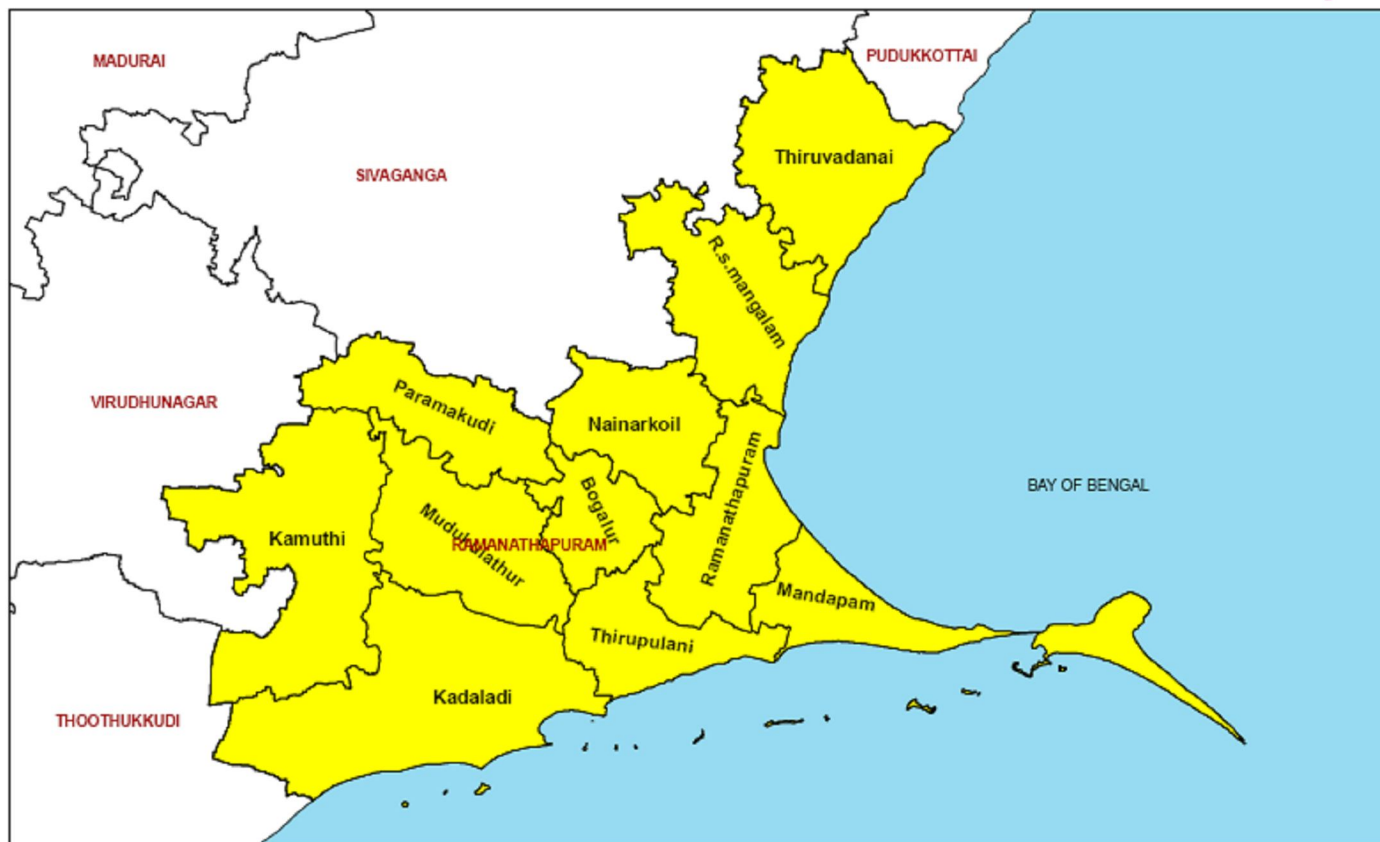 MADURAI
PUDUKKOTTAI
Thiruvadanai
SIVAGANGA
R.s.mangalam
VIRUDHUNAGAR
Paramakudi
Nainarkoil
Ramanathapuram
BAY OF BENGAL
Bogalur
Kamuthi
Mudukulathur
RAMANATHAPURAM
Mandapam
Thirupulani
Kadaladi
THOOTHUKKUDI